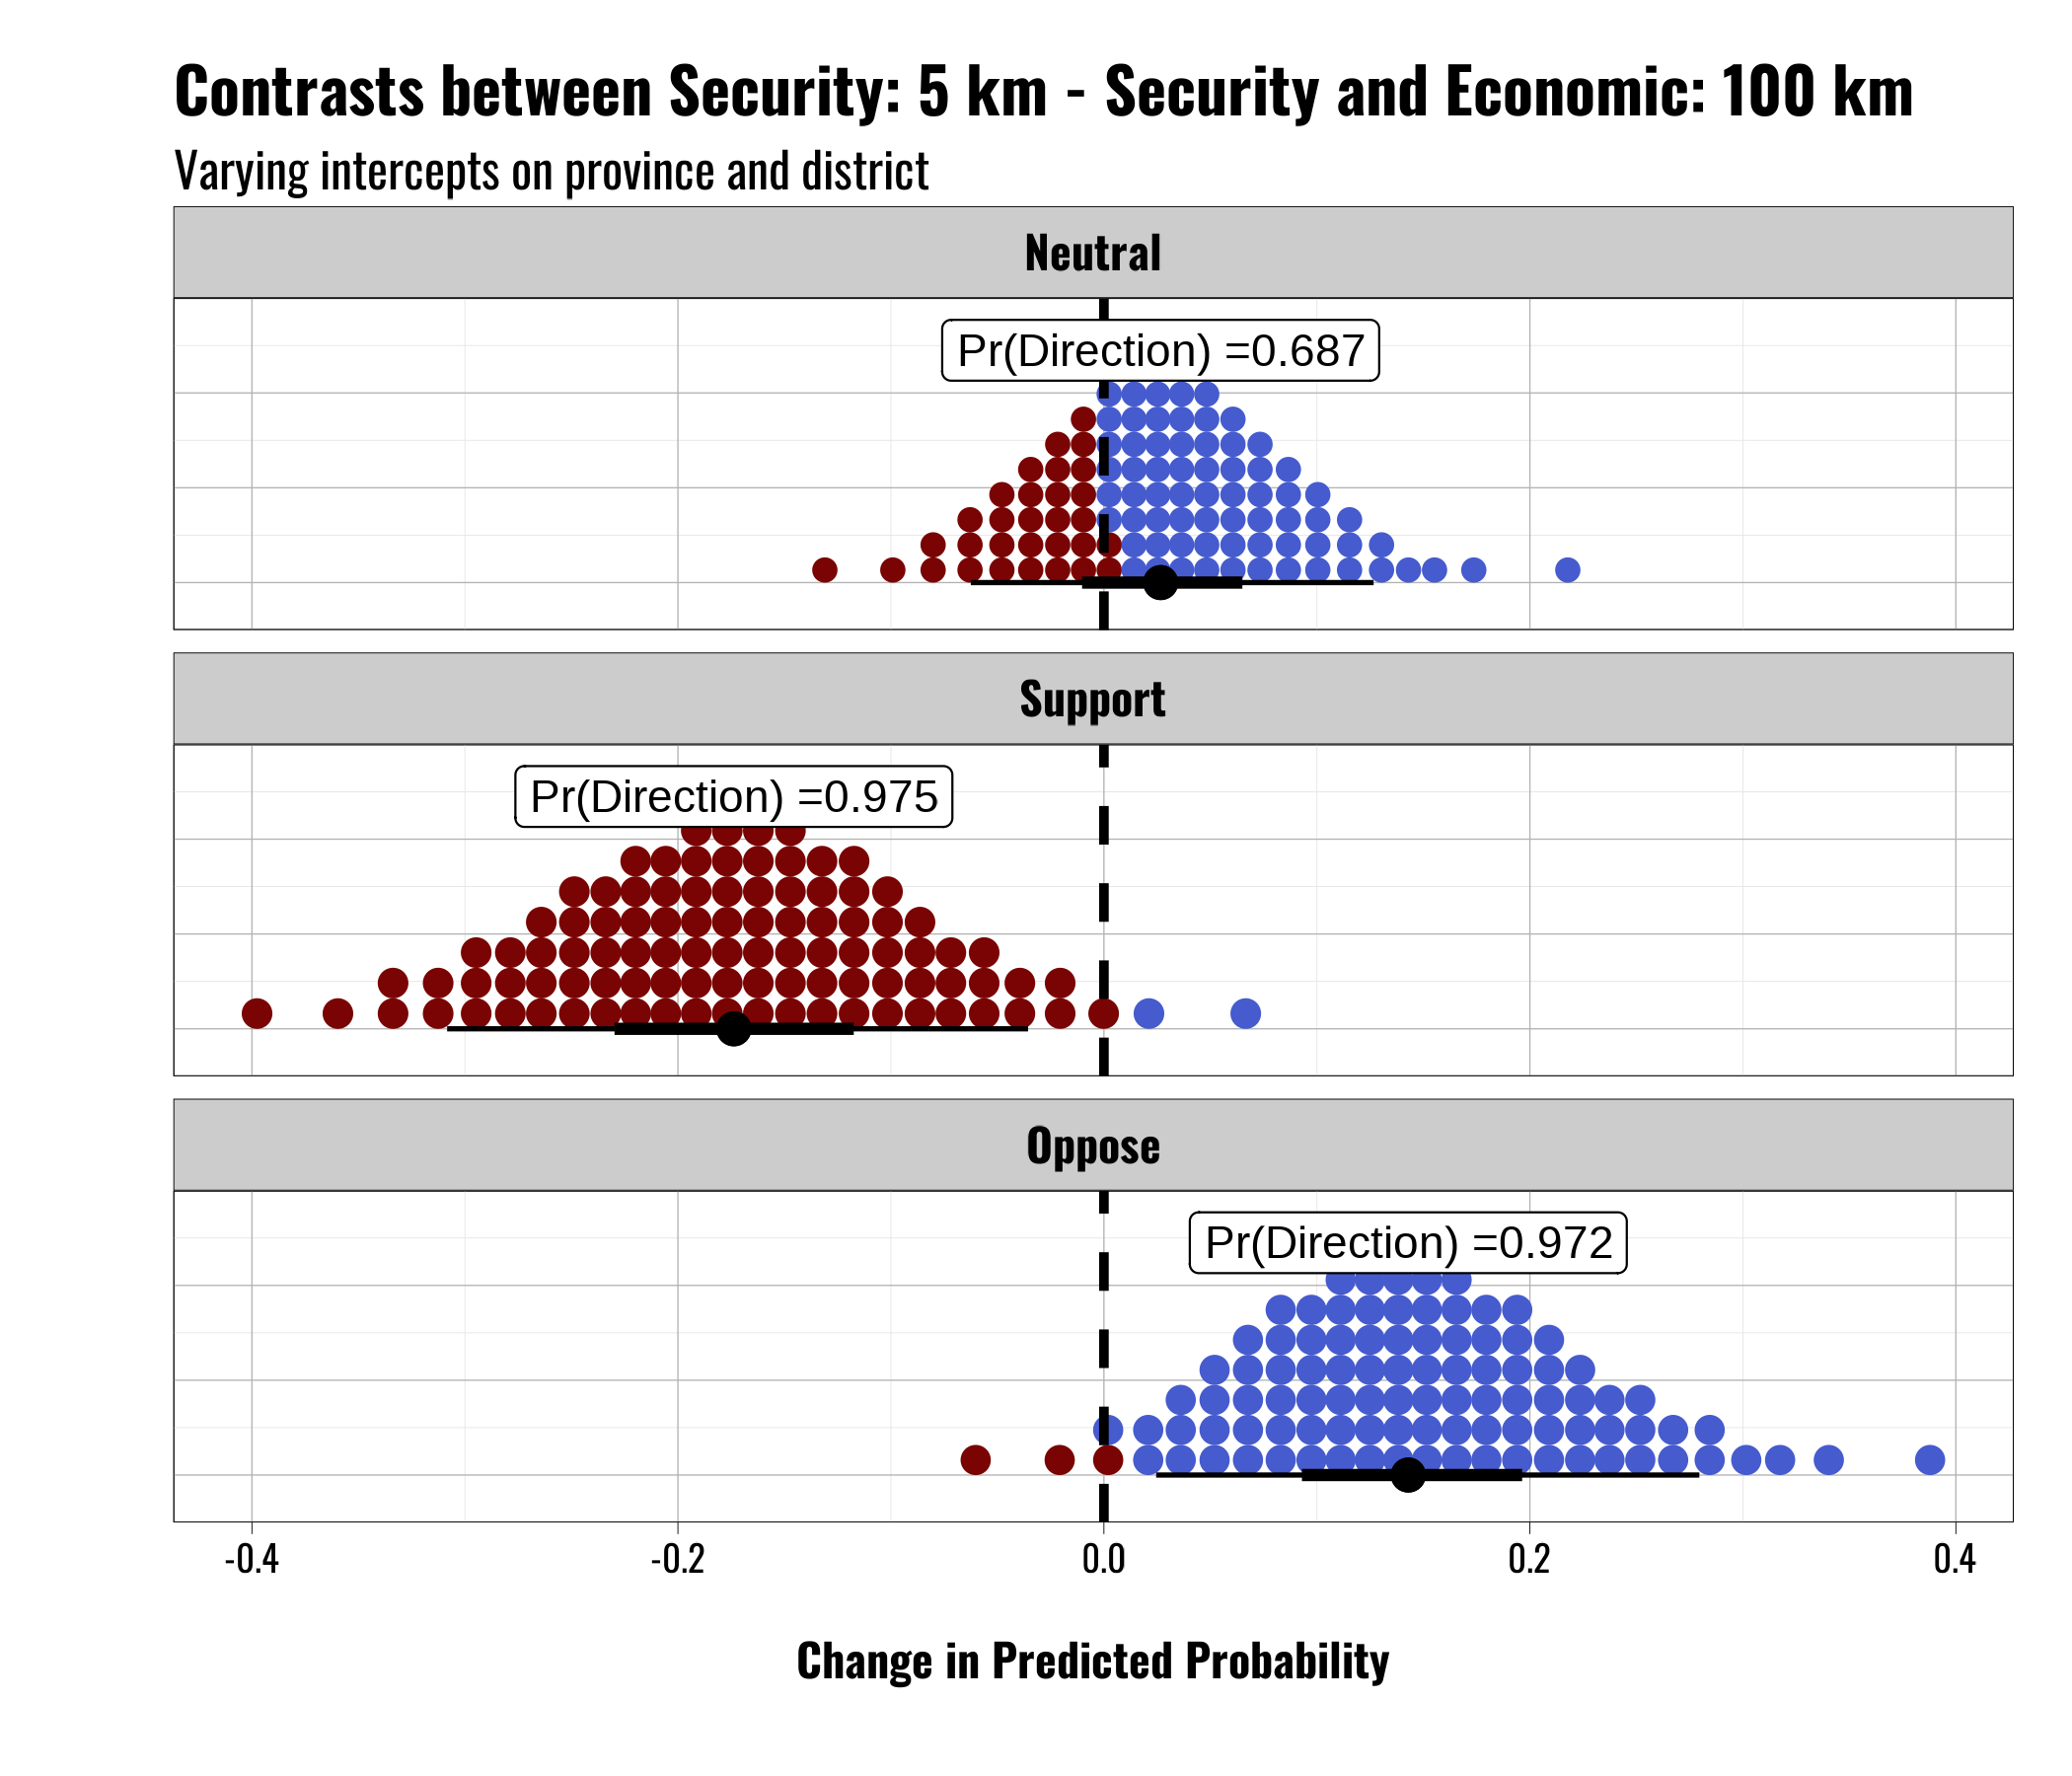 Contrasts between Security: 5 km - Security and Economic: 100 km
Varying intercepts on province and district
Neutral
Pr(Direction) =0.687
Support
Pr(Direction) =0.975
Oppose
Pr(Direction) =0.972
-0.4 -0.2 0.0 0.2 0.4
Change in Predicted Probability